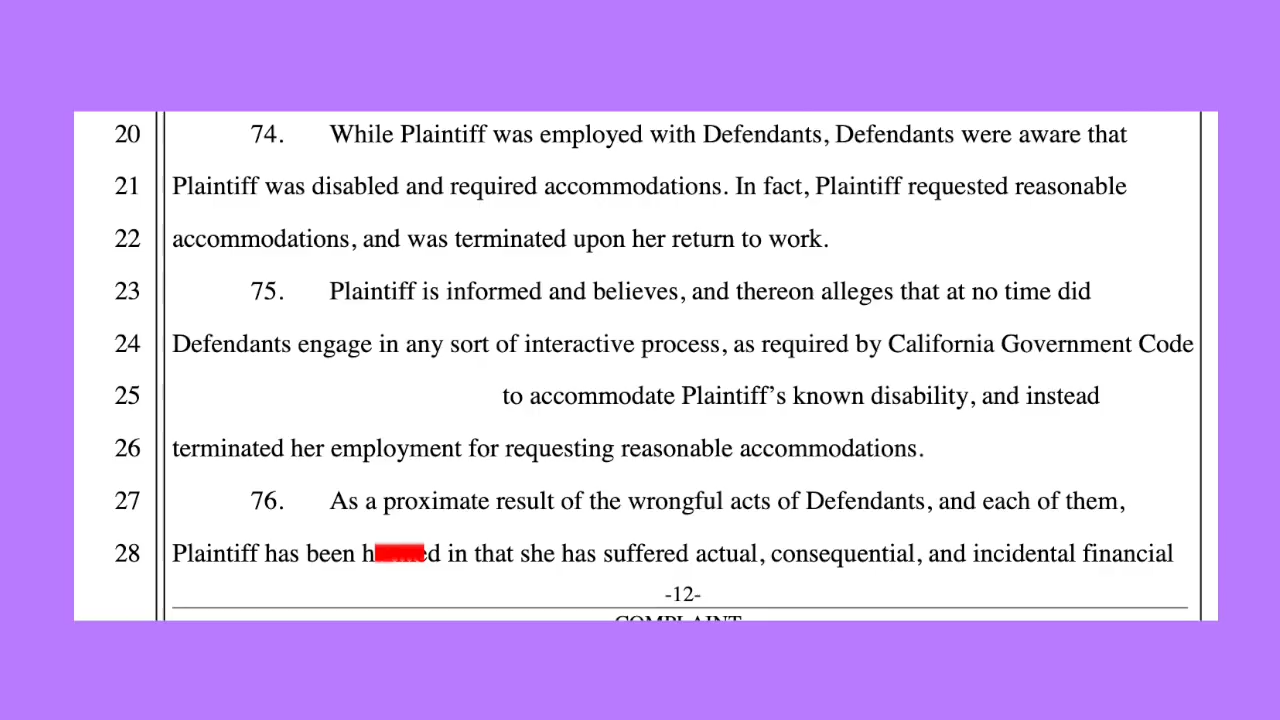 20 74. While Plaintiff was employed with Defendants, Defendants were aware that
21 Plaintiff was disabled and required accommodations. In fact, Plaintiff requested reasonable
22 accommodations, and was terminated upon her return to work.
23 75. Plaintiff is informed and believes, and thereon alleges that at no time did
24 Defendants engage in any sort of interactive process, as required by California Government Code
25 to accommodate Plaintiff’s known disability, and instead
26 terminated her employment for requesting reasonable accommodations.
27 76. As a proximate result of the wrongful acts of Defendants, and each of them,
28 Plaintiff has been in that she has suffered actual, consequential, and incidental financial
-12-
COMPLAINT